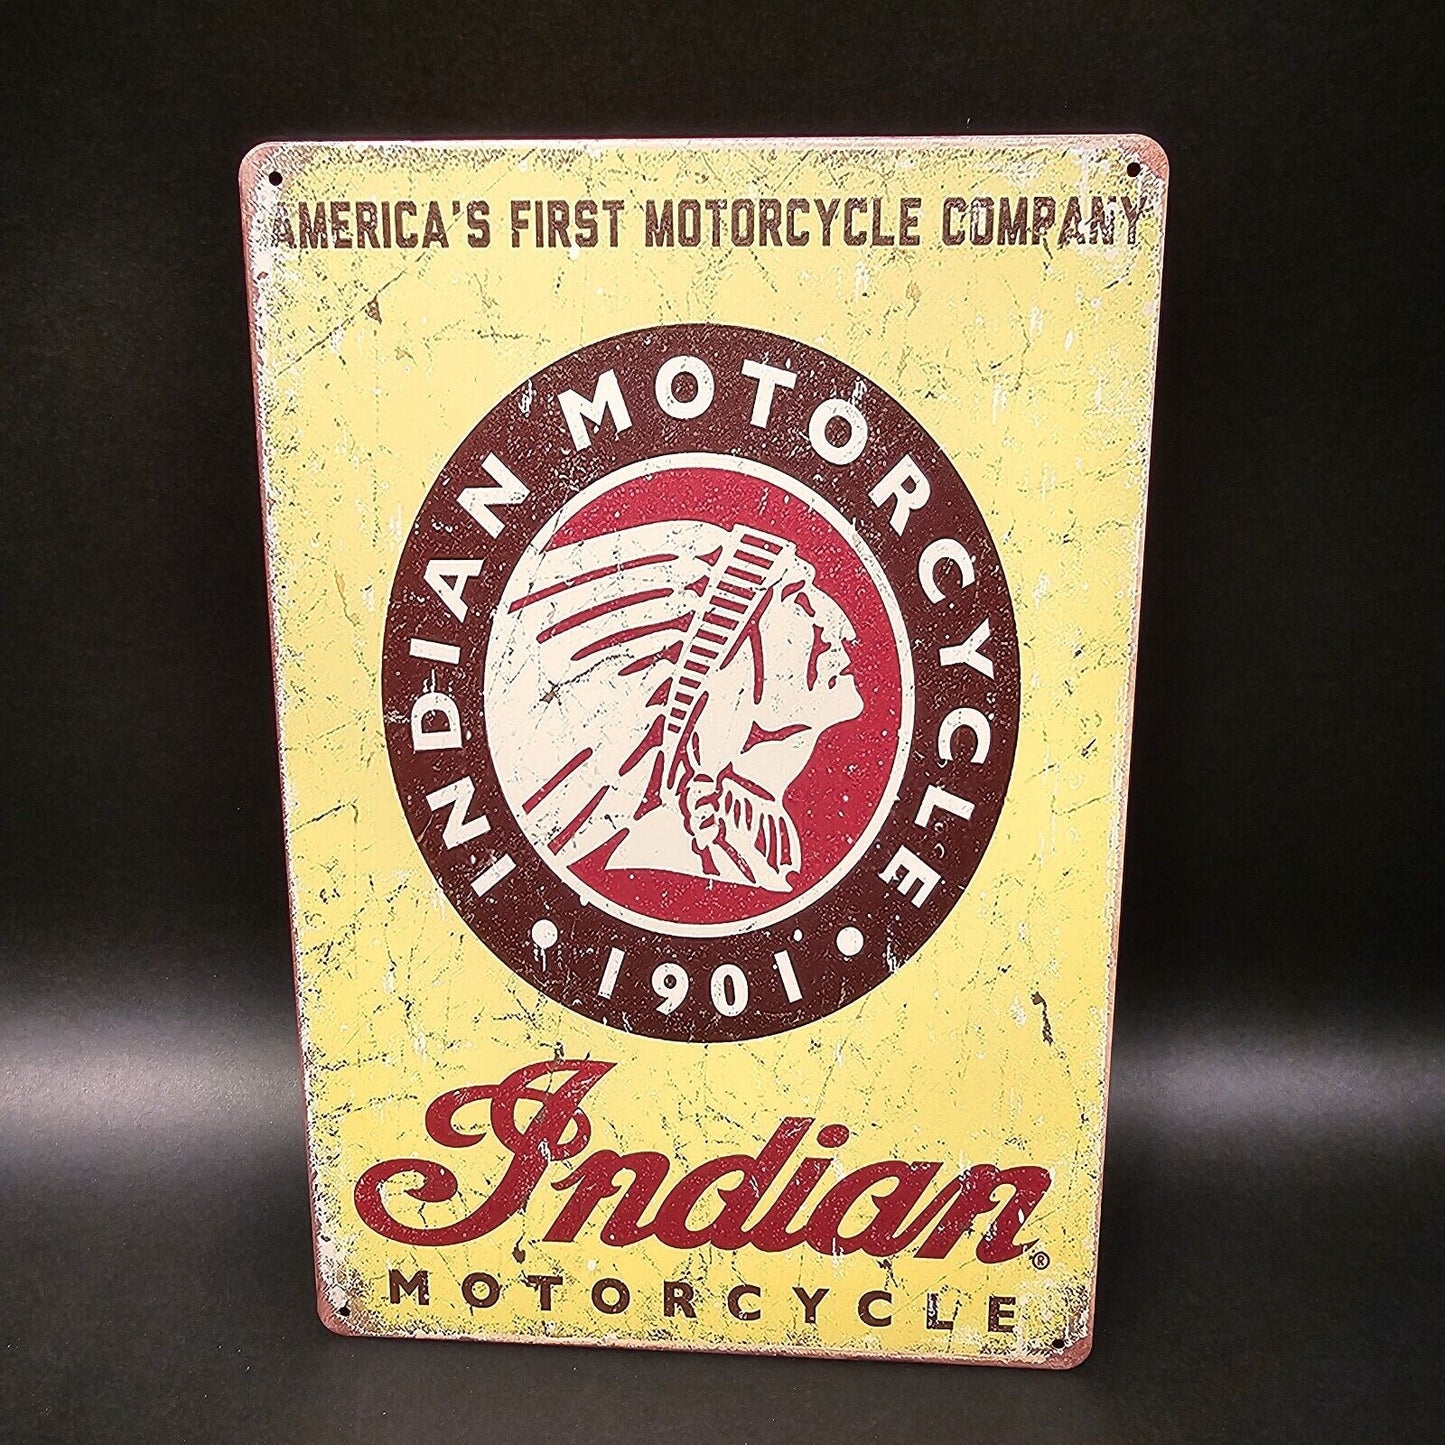 AMERICA'S FIRST MOTORCYCLE COMPANY
INDIAN MOTORCYCLE
• 1901 •
Indian®
MOTORCYCLE